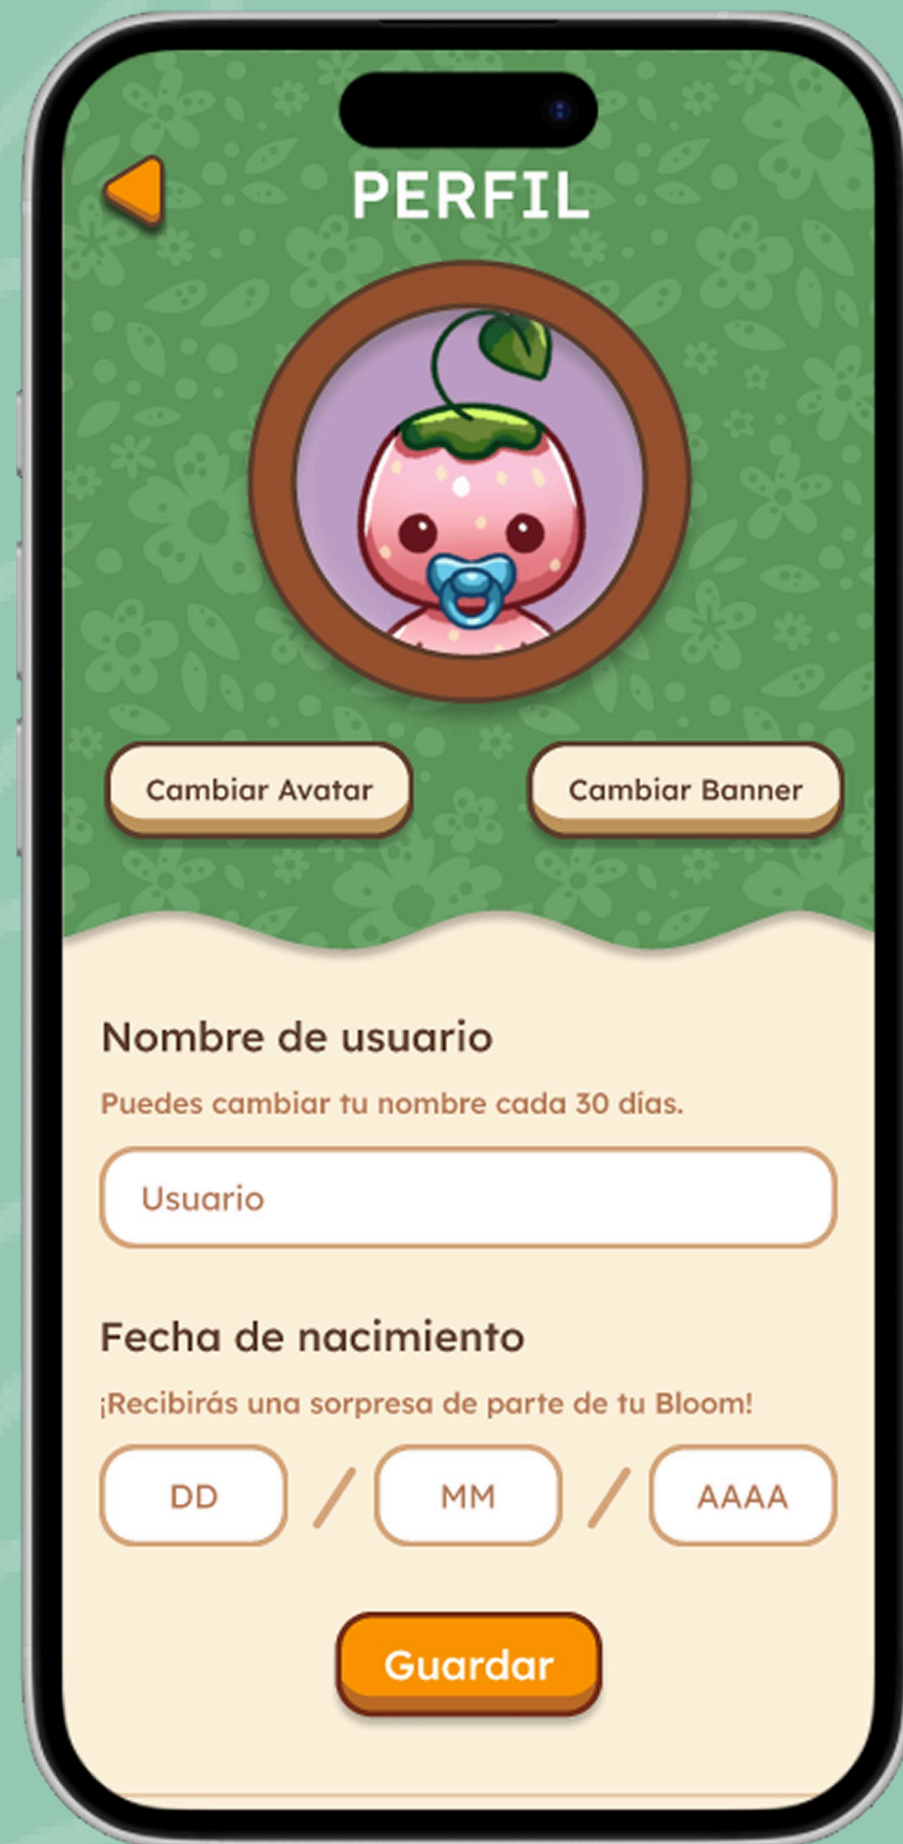 PERFIL
Cambiar Avatar
Cambiar Banner
Nombre de usuario
Puedes cambiar tu nombre cada 30 días.
Usuario
Fecha de nacimiento
¡Recibirás una sorpresa de parte de tu Bloom!
DD / MM / AAAA
Guardar